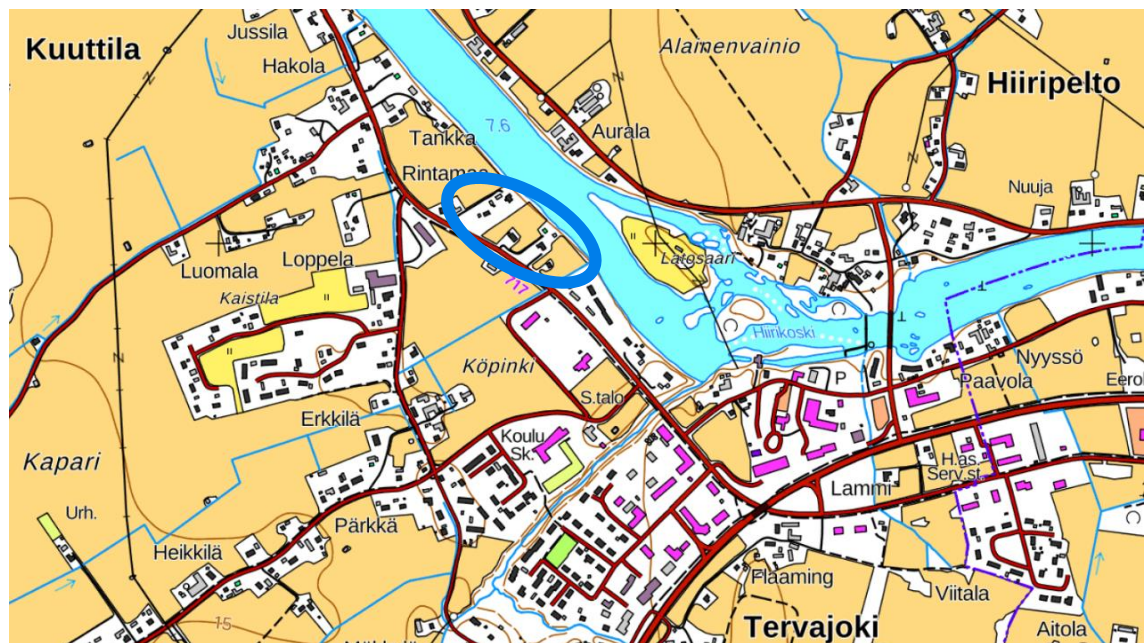 Kuuttila
Jussila
Hakola
Alamenvainio
Hiiripelto
Tankka
7.6
Aurala
Rintamaa
Nuuja
Luomala
Loppela
Latosaari
Kaistila
717
Hiirikoski
Köpinki
Nyyssö
P
Paavola
S.talo
Erkkilä
Koulu
Sk.
Kapari
H.as.
Serv.st.
Lammi
Urh.
Pärkkä
Heikkilä
Flaaming
Viitala
15
Tervajoki
Aitola